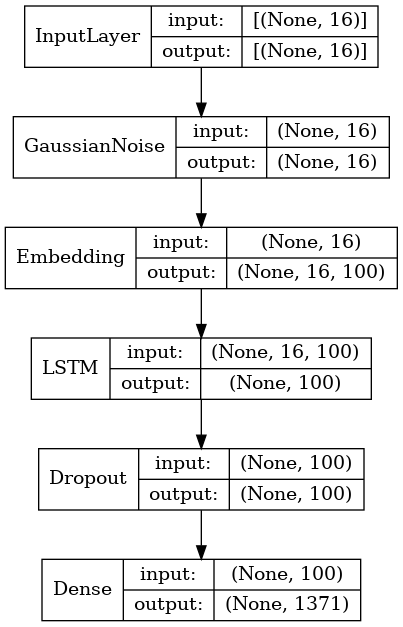 InputLayer
input: [(None, 16)]
output: [(None, 16)]
GaussianNoise
input: (None, 16)
output: (None, 16)
Embedding
input: (None, 16)
output: (None, 16, 100)
LSTM
input: (None, 16, 100)
output: (None, 100)
Dropout
input: (None, 100)
output: (None, 100)
Dense
input: (None, 100)
output: (None, 1371)